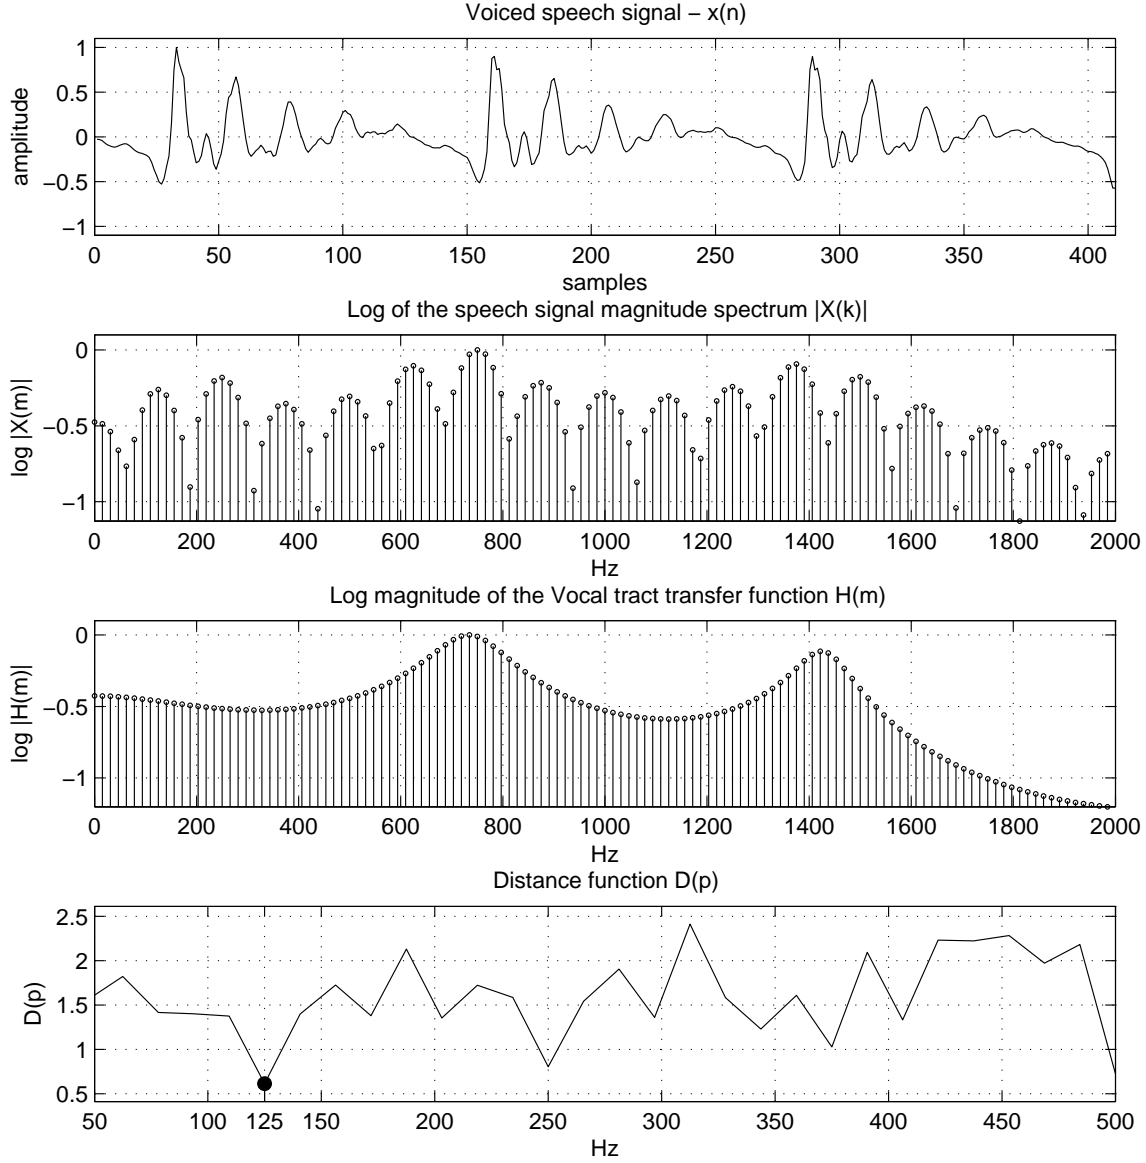 Voiced speech signal − x(n)
amplitude
1
0.5
0
−0.5
−1
0 50 100 150 200 250 300 350 400
samples
Log of the speech signal magnitude spectrum |X(k)|
log |X(m)|
0
−0.5
−1
0 200 400 600 800 1000 1200 1400 1600 1800 2000
Hz
Log magnitude of the Vocal tract transfer function H(m)
log |H(m)|
0
−0.5
−1
0 200 400 600 800 1000 1200 1400 1600 1800 2000
Hz
Distance function D(p)
D(p)
2.5
2
1.5
1
0.5
50 100 125 150 200 250 300 350 400 450 500
Hz